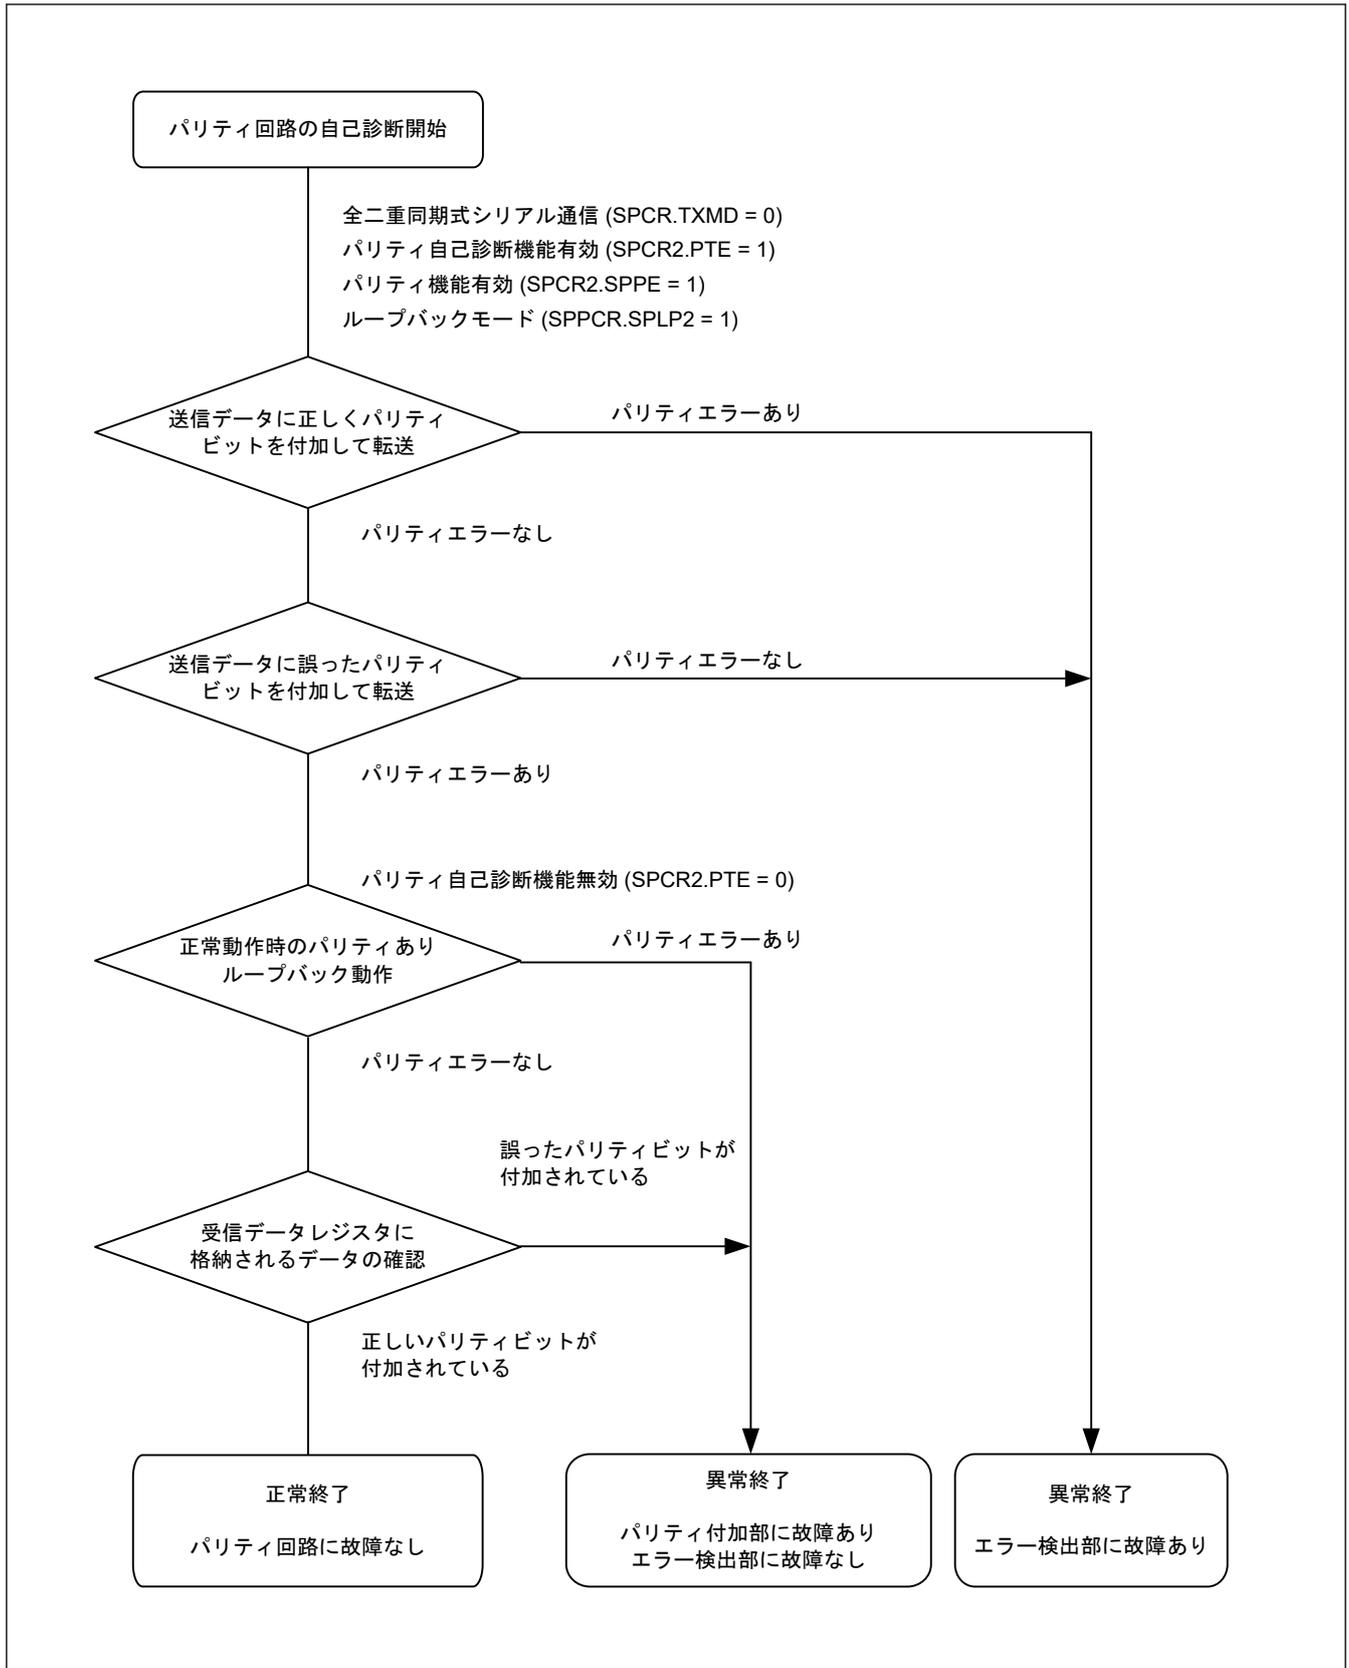 パリティ回路の自己診断開始
全二重同期式シリアル通信 (SPCR.TXMD = 0)
パリティ自己診断機能有効 (SPCR2.PTE = 1)
パリティ機能有効 (SPCR2.SPPE = 1)
ループバックモード (SPPCR.SPLP2 = 1)
送信データに正しくパリティ
ビットを付加して転送
パリティエラーあり
パリティエラーなし
送信データに誤ったパリティ
ビットを付加して転送
パリティエラーなし
パリティエラーあり
パリティ自己診断機能無効 (SPCR2.PTE = 0)
正常動作時のパリティあり
ループバック動作
パリティエラーあり
パリティエラーなし
誤ったパリティビットが
付加されている
受信データレジスタに
格納されるデータの確認
正しいパリティビットが
付加されている
正常終了
パリティ回路に故障なし
異常終了
パリティ付加部に故障あり
エラー検出部に故障なし
異常終了
エラー検出部に故障あり